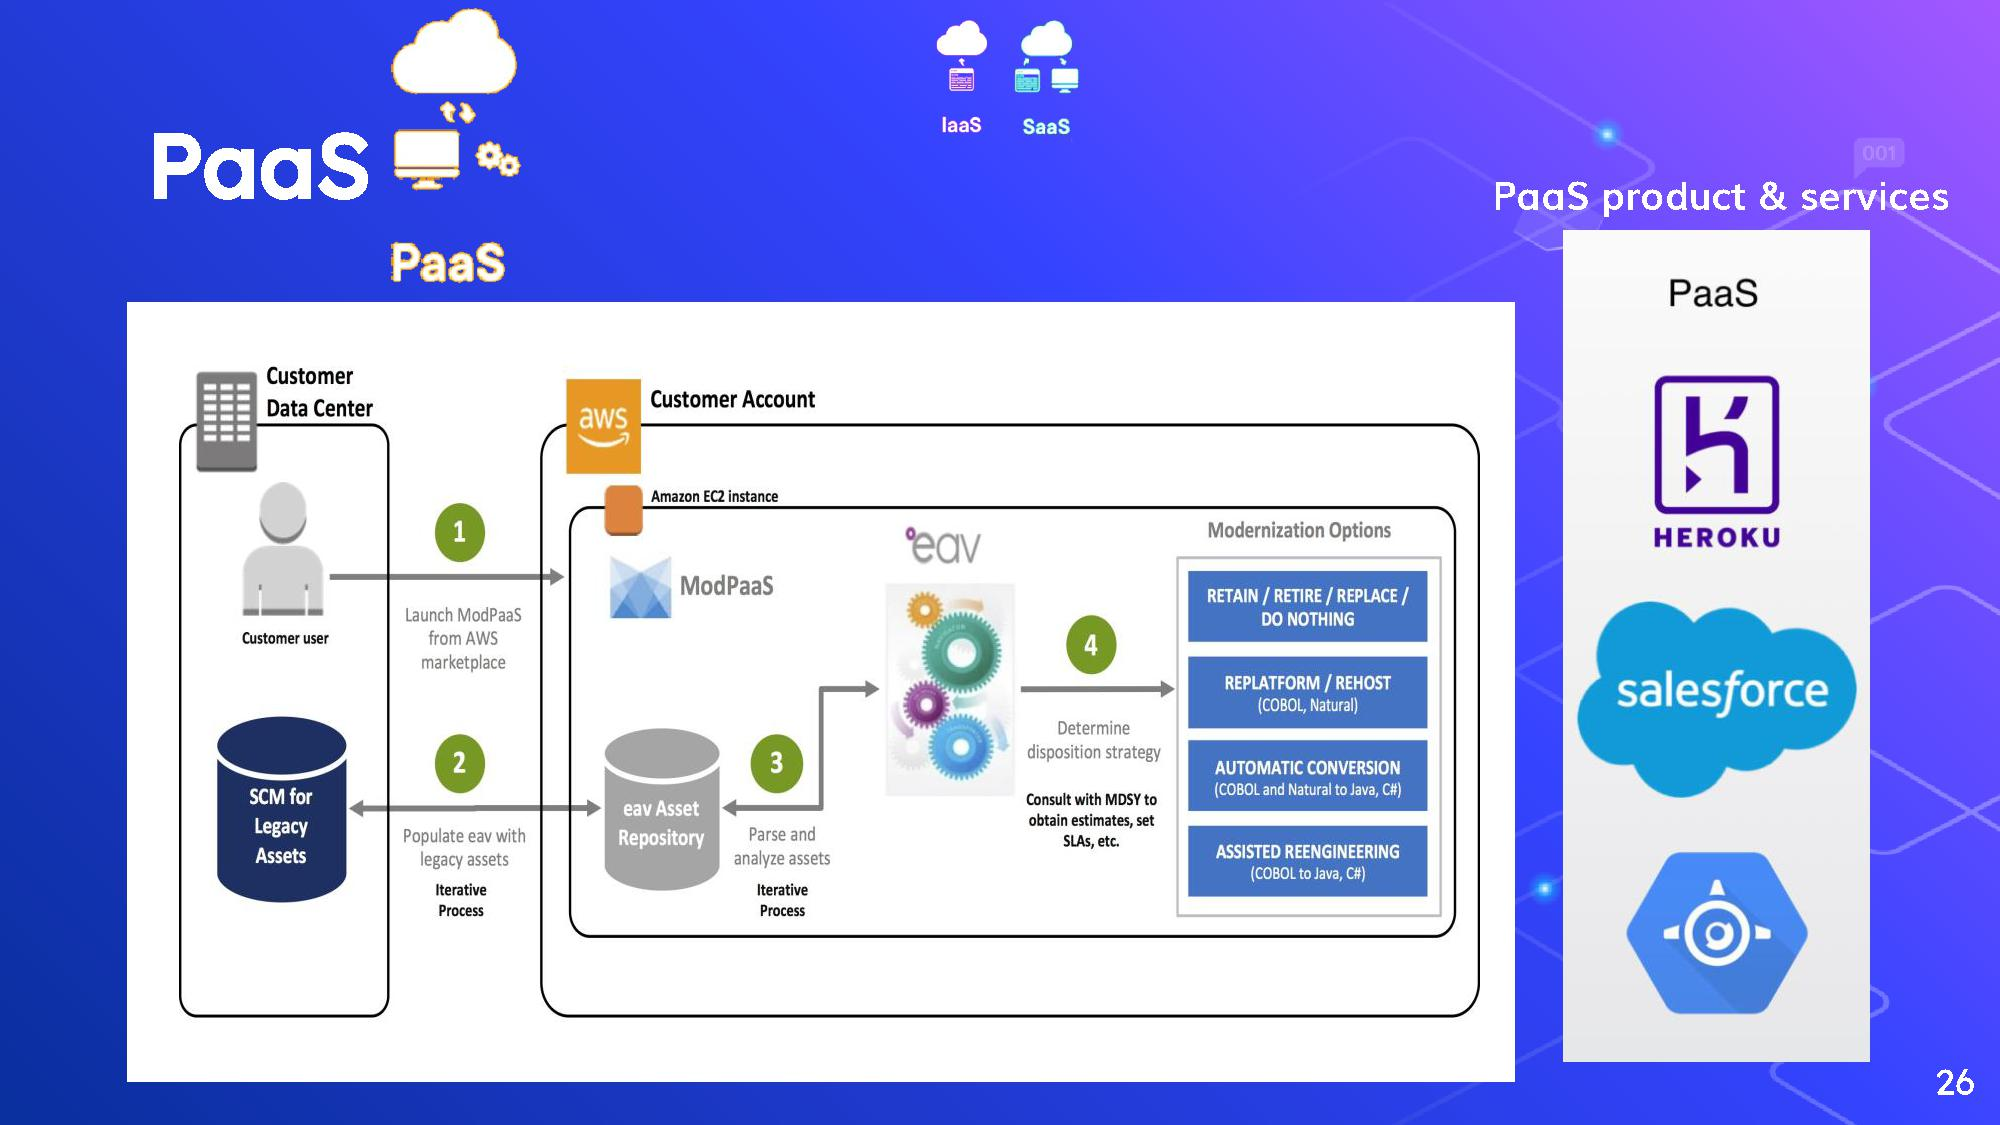 PaaS
PaaS
IaaS
SaaS
001
PaaS product & services
Customer
Data Center
Customer user
SCM for
Legacy
Assets
1
Launch ModPaaS
from AWS
marketplace
2
Populate eav with
legacy assets
Iterative
Process
aws
Customer Account
Amazon EC2 instance
ModPaaS
eav Asset
Repository
3
Parse and
analyze assets
Iterative
Process
eav
4
Determine
disposition strategy
Consult with MDSY to
obtain estimates, set
SLAs, etc.
Modernization Options
RETAIN / RETIRE / REPLACE /
DO NOTHING
REPLATFORM / REHOST
(COBOL, Natural)
AUTOMATIC CONVERSION
(COBOL and Natural to Java, C#)
ASSISTED REENGINEERING
(COBOL to Java, C#)
PaaS
HEROKU
salesforce
26